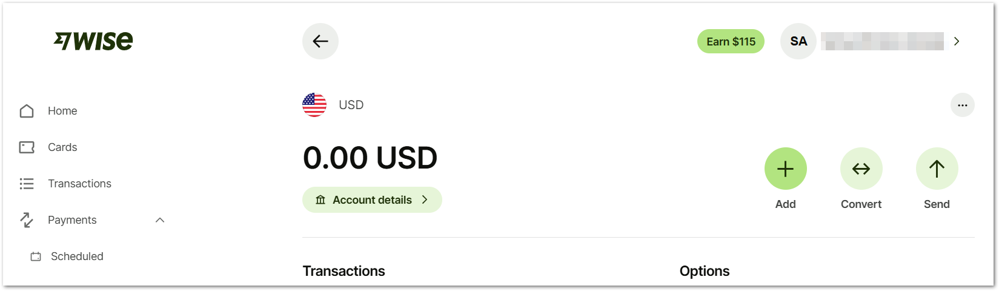 wise
Earn $115
SA
Home
Cards
Transactions
Payments
Scheduled
USD
0.00 USD
Account details
Add
Convert
Send
Transactions
Options